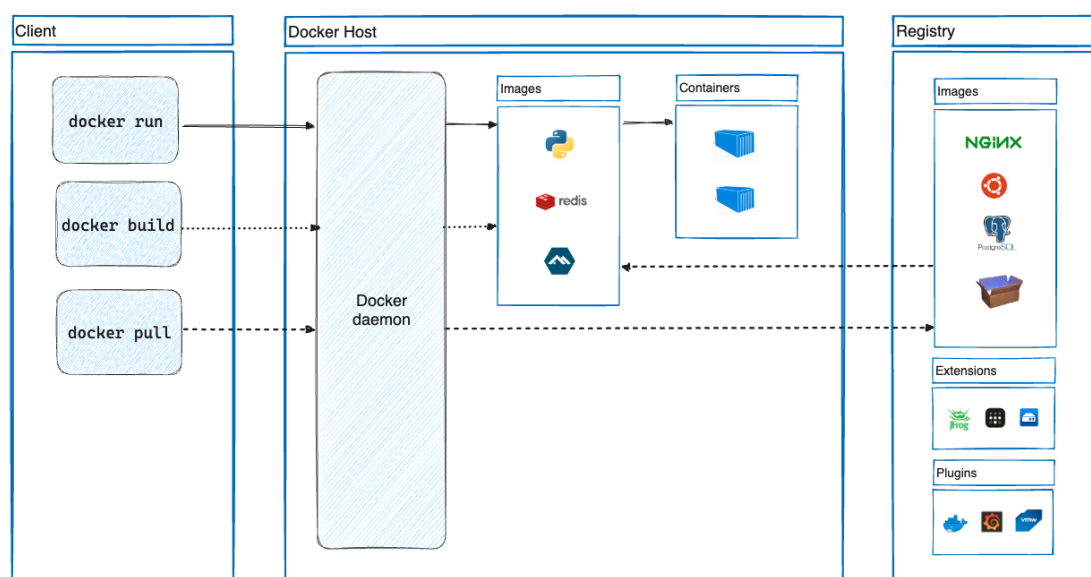 Client
Docker Host
Registry
docker run
docker build
docker pull
Docker
daemon
Images
redis
Containers
Images
NGINX
PostgreSQL
Extensions
JFrog
Plugins
vmw